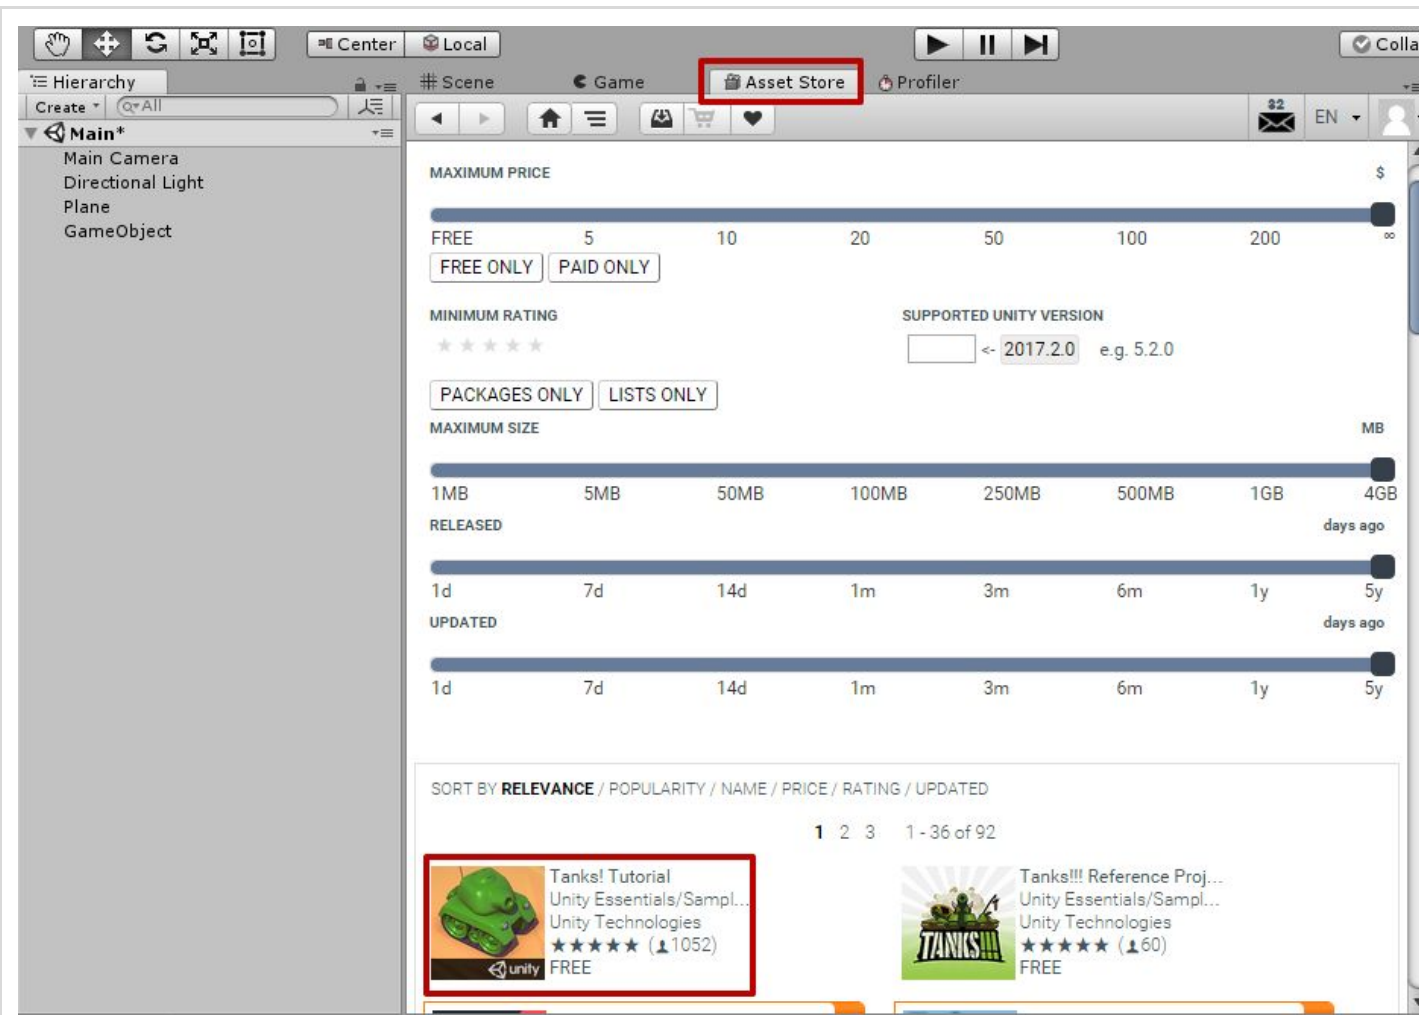 Center Local Colla
Hierarchy
Scene Game Asset Store Profiler
Create All
32 EN
Main*
Main Camera
Directional Light
Plane
GameObject
MAXIMUM PRICE $
FREE 5 10 20 50 100 200 ∞
FREE ONLY PAID ONLY
MINIMUM RATING SUPPORTED UNITY VERSION
<- 2017.2.0 e.g. 5.2.0
PACKAGES ONLY LISTS ONLY
MAXIMUM SIZE MB
1MB 5MB 50MB 100MB 250MB 500MB 1GB 4GB
RELEASED days ago
1d 7d 14d 1m 3m 6m 1y 5y
UPDATED days ago
1d 7d 14d 1m 3m 6m 1y 5y
SORT BY RELEVANCE / POPULARITY / NAME / PRICE / RATING / UPDATED
1 2 3 1 - 36 of 92
Tanks! Tutorial
Unity Essentials/Sampl...
Unity Technologies
★★★★★ (1052)
FREE
unity
Tanks!!! Reference Proj...
Unity Essentials/Sampl...
Unity Technologies
★★★★★ (60)
FREE
TANKS!!!